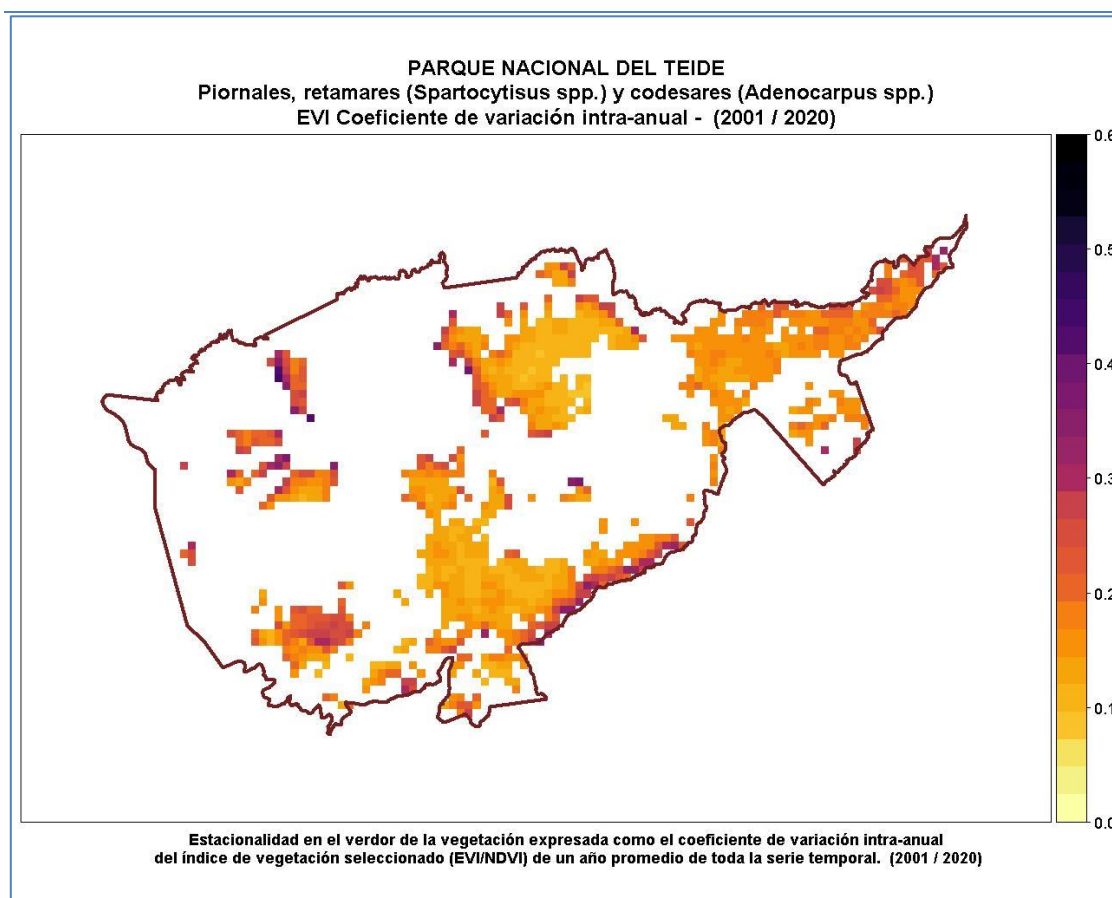 PARQUE NACIONAL DEL TEIDE
Piornales, retamares (Spartocytisus spp.) y codesares (Adenocarpus spp.)
EVI Coeficiente de variación intra-anual - (2001 / 2020)
0.6
0.5
0.4
0.3
0.2
0.1
0.0
Estacionalidad en el verdor de la vegetación expresada como el coeficiente de variación intra-anual
del índice de vegetación seleccionado (EVI/NDVI) de un año promedio de toda la serie temporal. (2001 / 2020)